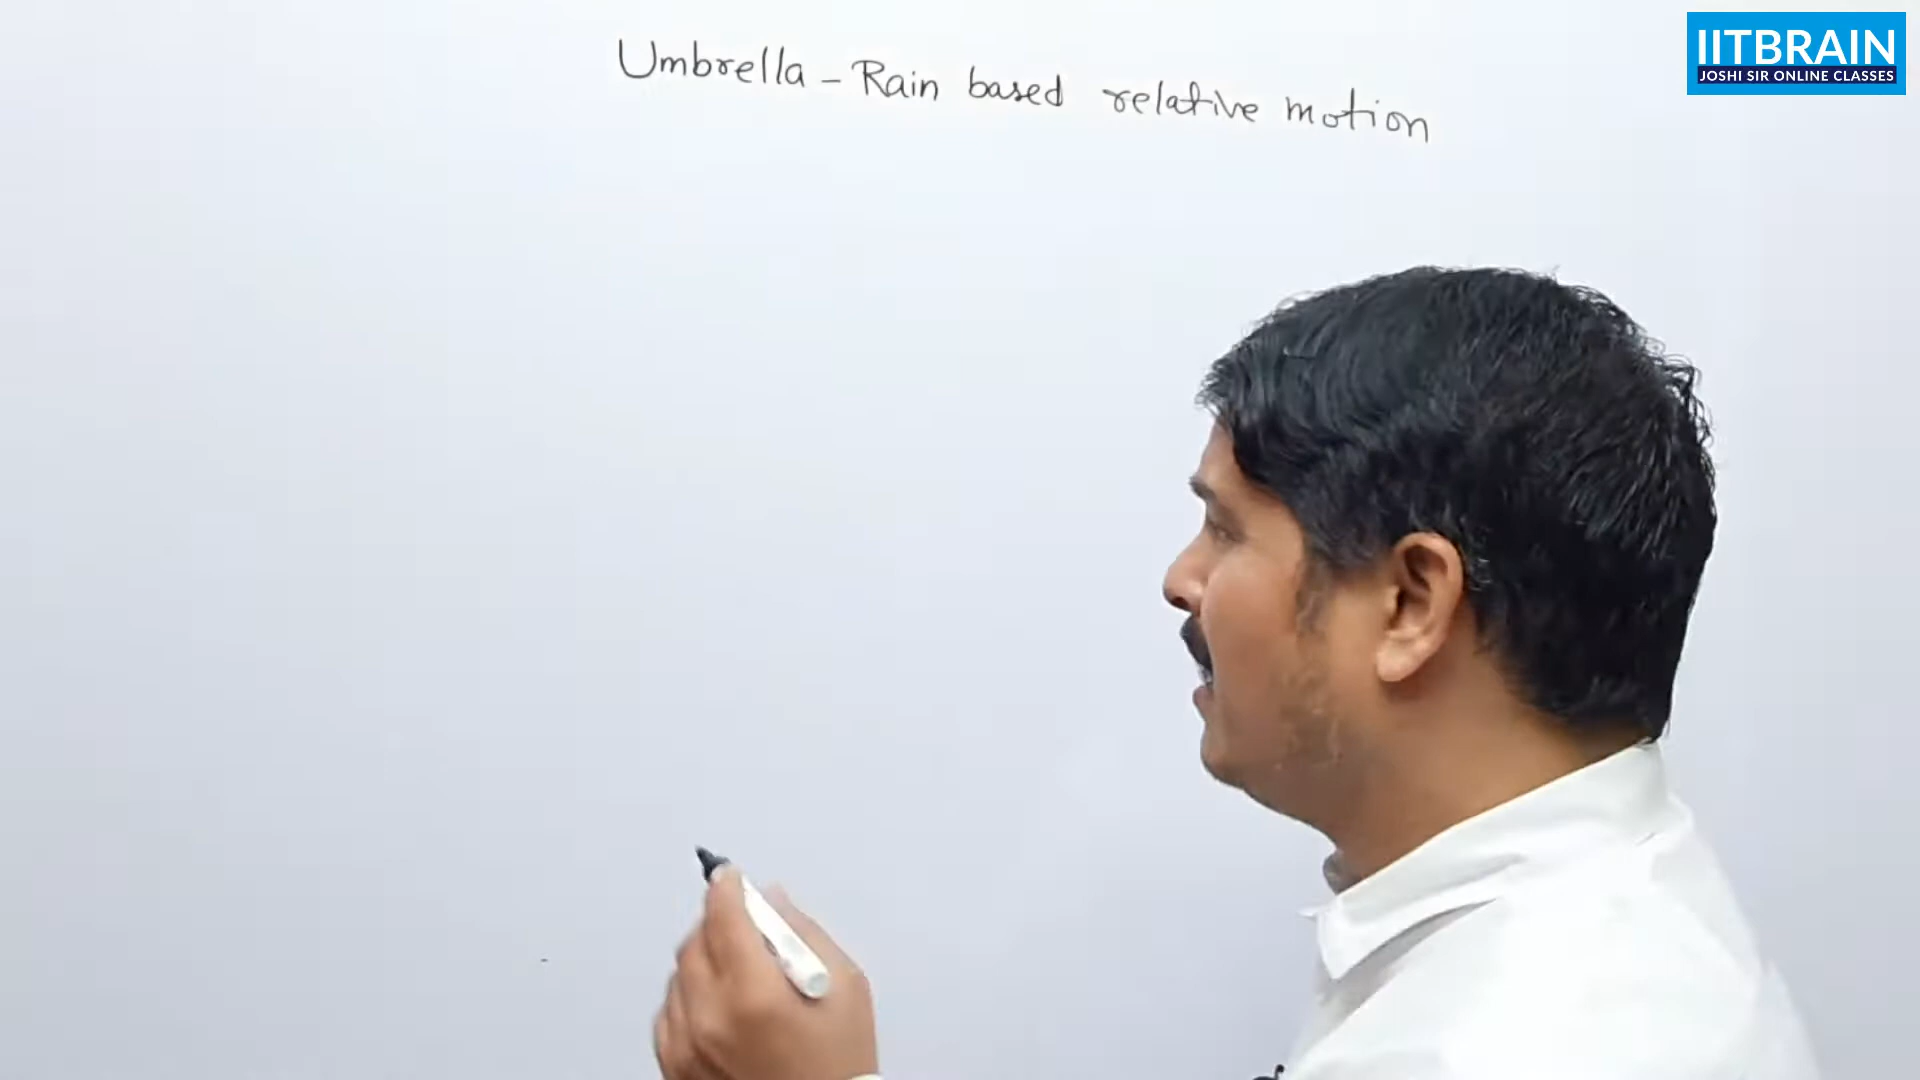 Umbrella - Rain based relative motion
IITBRAIN
JOSHI SIR ONLINE CLASSES